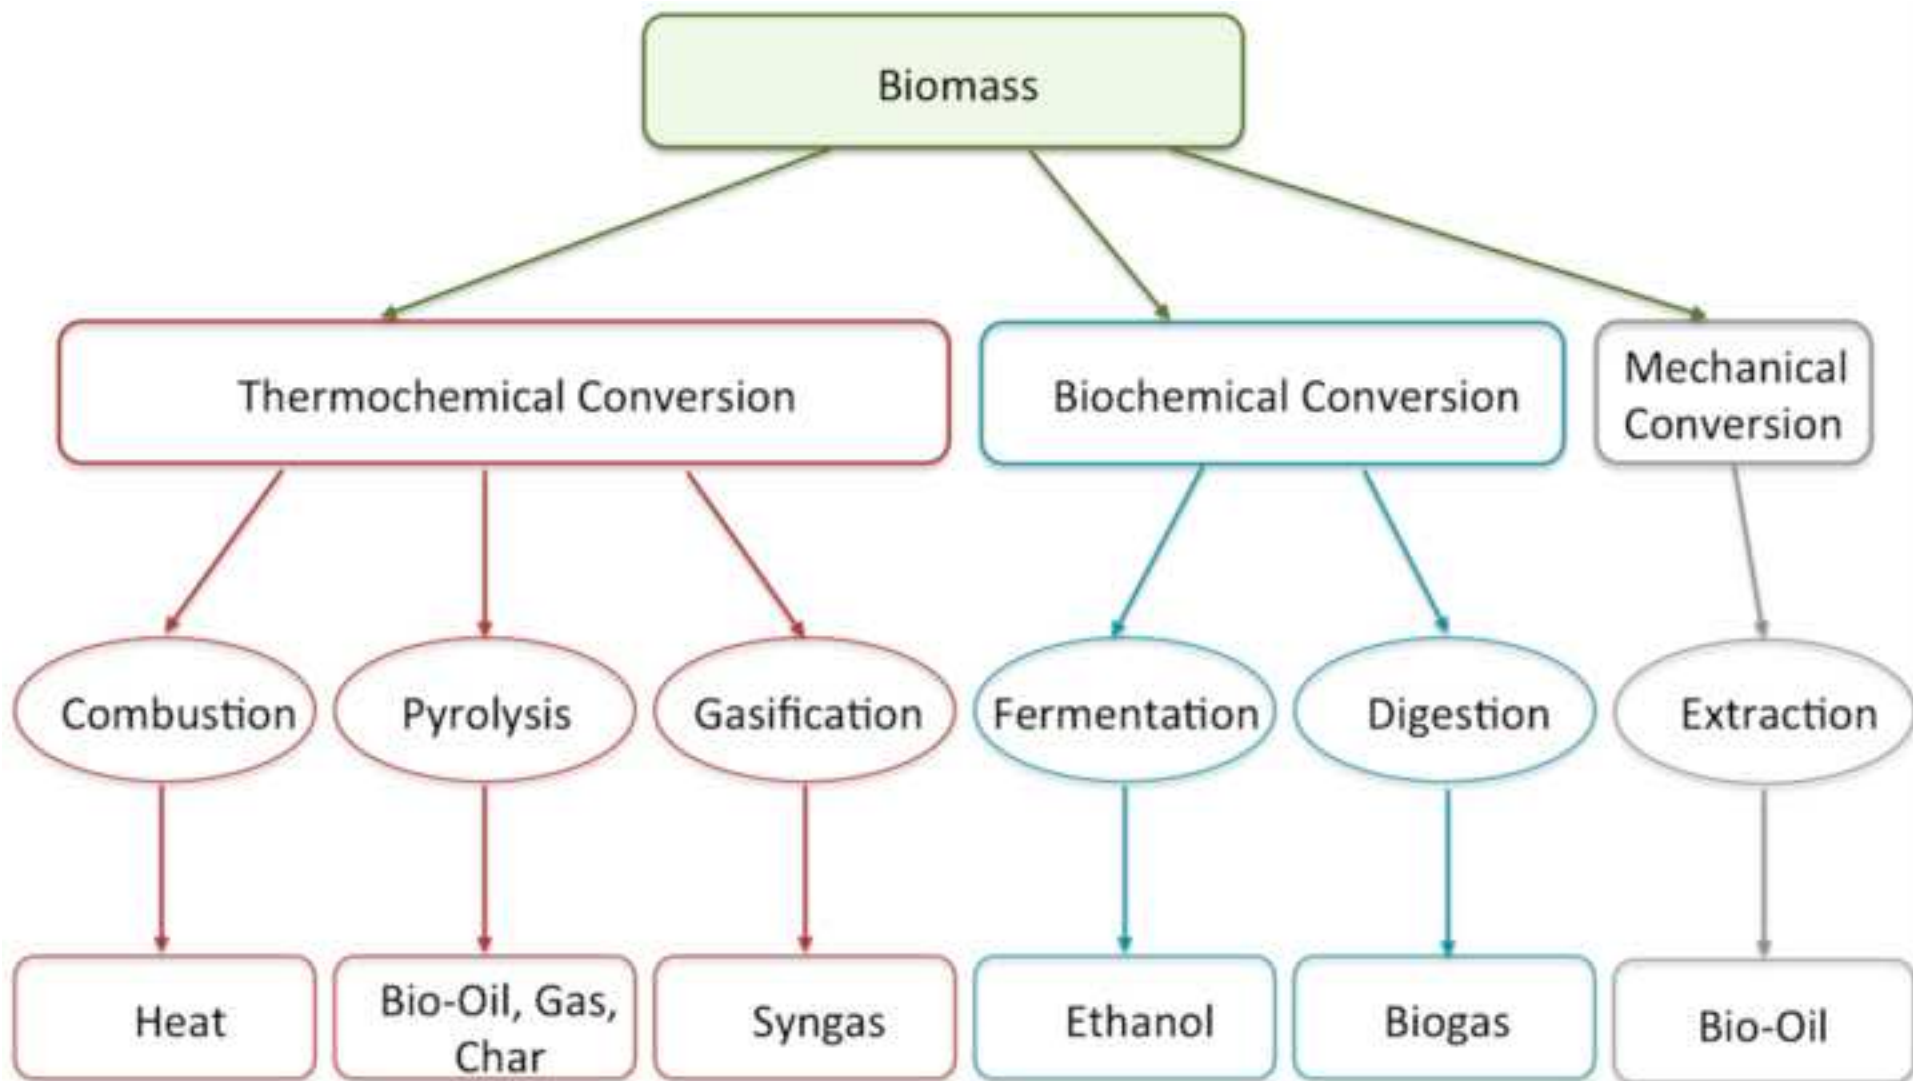 Biomass
Thermochemical Conversion
Biochemical Conversion
Mechanical
Conversion
Combustion
Pyrolysis
Gasification
Fermentation
Digestion
Extraction
Heat
Bio-Oil, Gas,
Char
Syngas
Ethanol
Biogas
Bio-Oil